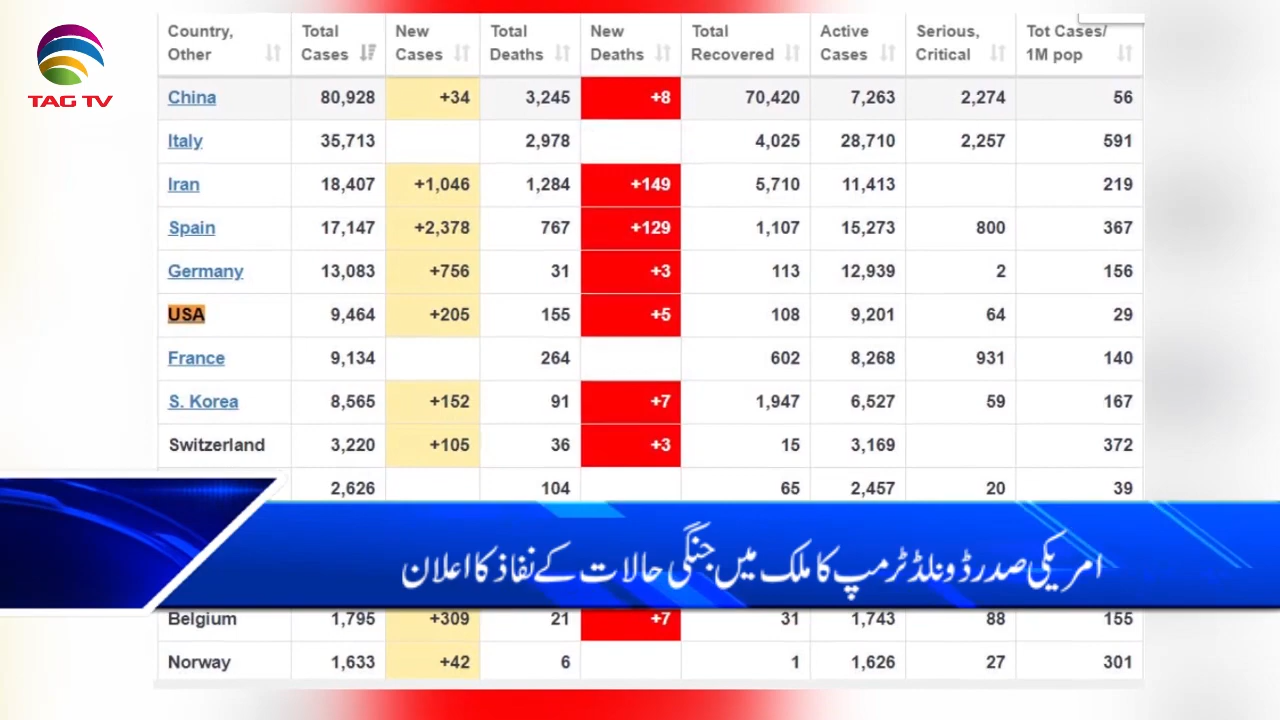 TAG TV
Country, Other Total Cases New Cases Total Deaths New Deaths Total Recovered Active Cases Serious, Critical Tot Cases/ 1M pop
China 80,928 +34 3,245 +8 70,420 7,263 2,274 56
Italy 35,713 2,978 4,025 28,710 2,257 591
Iran 18,407 +1,046 1,284 +149 5,710 11,413 219
Spain 17,147 +2,378 767 +129 1,107 15,273 800 367
Germany 13,083 +756 31 +3 113 12,939 2 156
USA 9,464 +205 155 +5 108 9,201 64 29
France 9,134 264 602 8,268 931 140
S. Korea 8,565 +152 91 +7 1,947 6,527 59 167
Switzerland 3,220 +105 36 +3 15 3,169 372
2,626 104 65 2,457 20 39
امریکی صدر ڈونلڈ ٹرمپ کا ملک میں جنگی حالات کے نفاذ کا اعلان
Belgium 1,795 +309 21 +7 31 1,743 88 155
Norway 1,633 +42 6 1 1,626 27 301